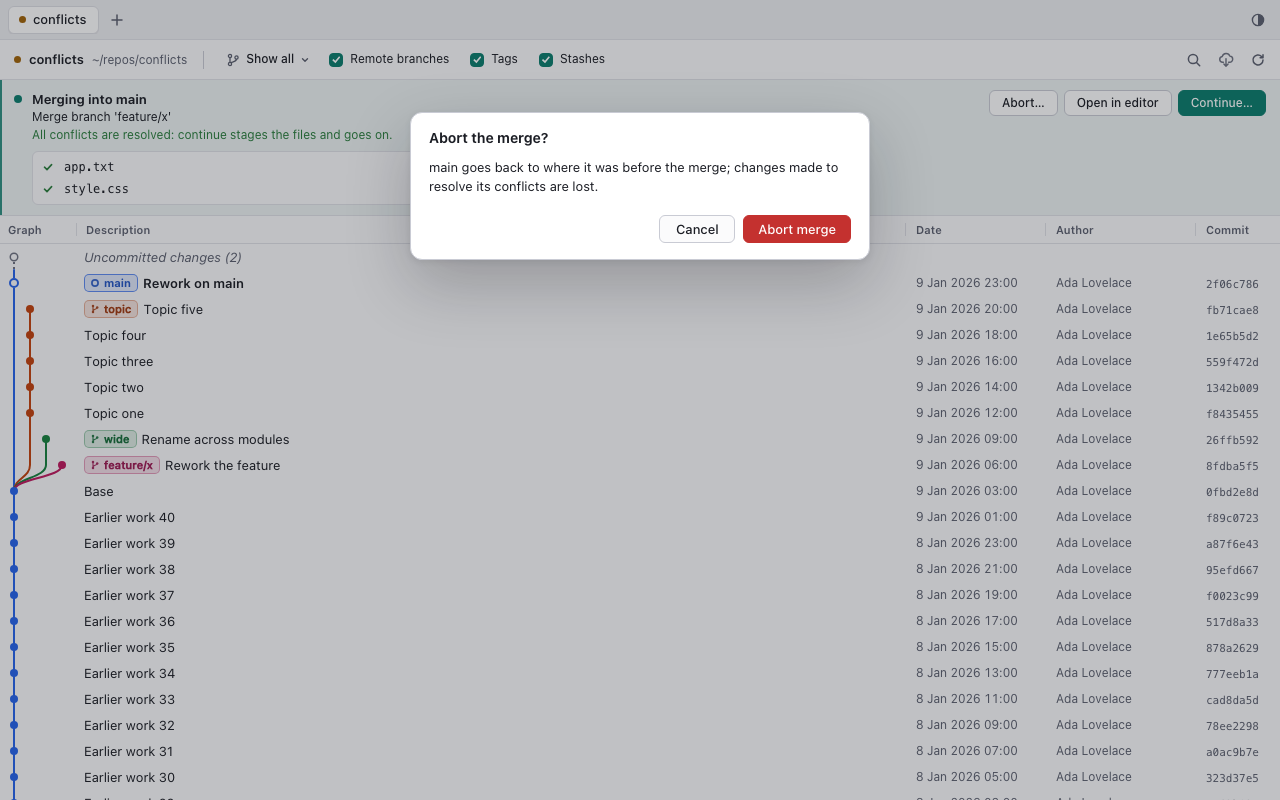 conflicts
conflicts ~/repos/conflicts Show all Remote branches Tags Stashes
Merging into main
Merge branch 'feature/x'
All conflicts are resolved: continue stages the files and goes on.
app.txt
style.css
Abort... Open in editor Continue...
Abort the merge?
main goes back to where it was before the merge; changes made to
resolve its conflicts are lost.
Cancel Abort merge
Graph Description Date Author Commit
Uncommitted changes (2)
main Rework on main 9 Jan 2026 23:00 Ada Lovelace 2f06c786
topic Topic five 9 Jan 2026 20:00 Ada Lovelace fb71cae8
Topic four 9 Jan 2026 18:00 Ada Lovelace 1e65b5d2
Topic three 9 Jan 2026 16:00 Ada Lovelace 559f472d
Topic two 9 Jan 2026 14:00 Ada Lovelace 1342b009
Topic one 9 Jan 2026 12:00 Ada Lovelace f8435455
wide Rename across modules 9 Jan 2026 09:00 Ada Lovelace 26ffb592
feature/x Rework the feature 9 Jan 2026 06:00 Ada Lovelace 8fdba5f5
Base 9 Jan 2026 03:00 Ada Lovelace 0fbd2e8d
Earlier work 40 9 Jan 2026 01:00 Ada Lovelace f89c0723
Earlier work 39 8 Jan 2026 23:00 Ada Lovelace a87f6e43
Earlier work 38 8 Jan 2026 21:00 Ada Lovelace 95efd667
Earlier work 37 8 Jan 2026 19:00 Ada Lovelace f0023c99
Earlier work 36 8 Jan 2026 17:00 Ada Lovelace 517d8a33
Earlier work 35 8 Jan 2026 15:00 Ada Lovelace 878a2629
Earlier work 34 8 Jan 2026 13:00 Ada Lovelace 777eeb1a
Earlier work 33 8 Jan 2026 11:00 Ada Lovelace cad8da5d
Earlier work 32 8 Jan 2026 09:00 Ada Lovelace 78ee2298
Earlier work 31 8 Jan 2026 07:00 Ada Lovelace a0ac9b7e
Earlier work 30 8 Jan 2026 05:00 Ada Lovelace 323d37e5